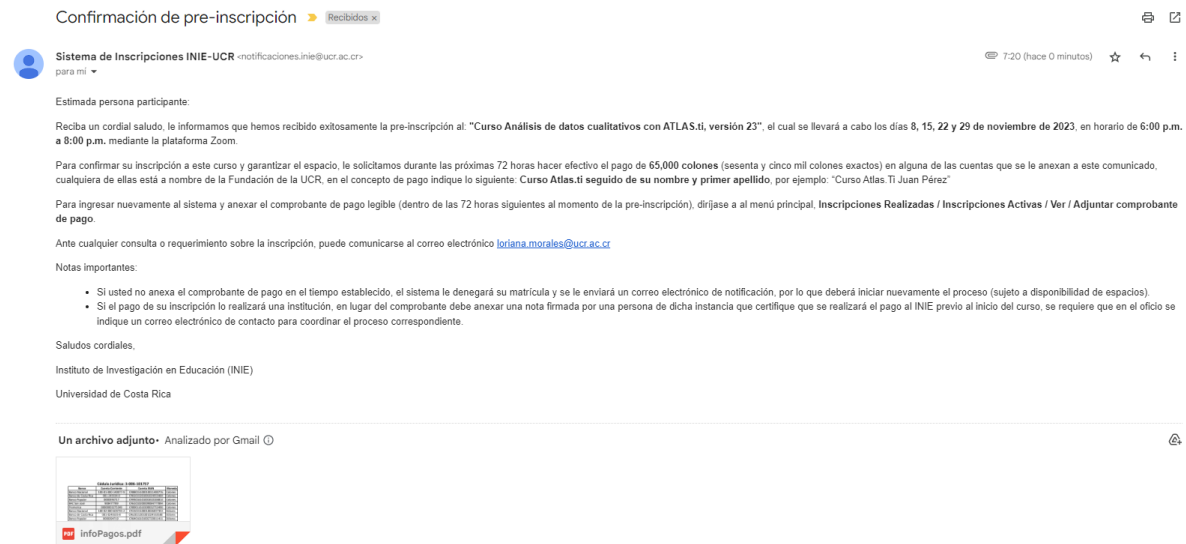 Confirmación de pre-inscripción
Recibidos ×
Sistema de Inscripciones INIE-UCR <notificaciones.inie@ucr.ac.cr>
7:20 (hace 0 minutos)
para mí
Estimada persona participante:
Reciba un cordial saludo, le informamos que hemos recibido exitosamente la pre-inscripción al: "Curso Análisis de datos cualitativos con ATLAS.ti, versión 23", el cual se llevará a cabo los días 8, 15, 22 y 29 de noviembre de 2023, en horario de 6:00 p.m.
a 8:00 p.m. mediante la plataforma Zoom.
Para confirmar su inscripción a este curso y garantizar el espacio, le solicitamos durante las próximas 72 horas hacer efectivo el pago de 65,000 colones (sesenta y cinco mil colones exactos) en alguna de las cuentas que se le anexan a este comunicado,
cualquiera de ellas está a nombre de la Fundación de la UCR, en el concepto de pago indique lo siguiente: Curso Atlas.ti seguido de su nombre y primer apellido, por ejemplo: “Curso Atlas.Ti Juan Pérez”
Para ingresar nuevamente al sistema y anexar el comprobante de pago legible (dentro de las 72 horas siguientes al momento de la pre-inscripción), diríjase a al menú principal, Inscripciones Realizadas / Inscripciones Activas / Ver / Adjuntar comprobante
de pago.
Ante cualquier consulta o requerimiento sobre la inscripción, puede comunicarse al correo electrónico loriana.morales@ucr.ac.cr
Notas importantes:
• Si usted no anexa el comprobante de pago en el tiempo establecido, el sistema le denegará su matrícula y se le enviará un correo electrónico de notificación, por lo que deberá iniciar nuevamente el proceso (sujeto a disponibilidad de espacios).
• Si el pago de su inscripción lo realizará una institución, en lugar del comprobante debe anexar una nota firmada por una persona de dicha instancia que certifique que se realizará el pago al INIE previo al inicio del curso, se requiere que en el oficio se
indique un correo electrónico de contacto para coordinar el proceso correspondiente.
Saludos cordiales,
Instituto de Investigación en Educación (INIE)
Universidad de Costa Rica
Un archivo adjunto • Analizado por Gmail
PDF infoPagos.pdf